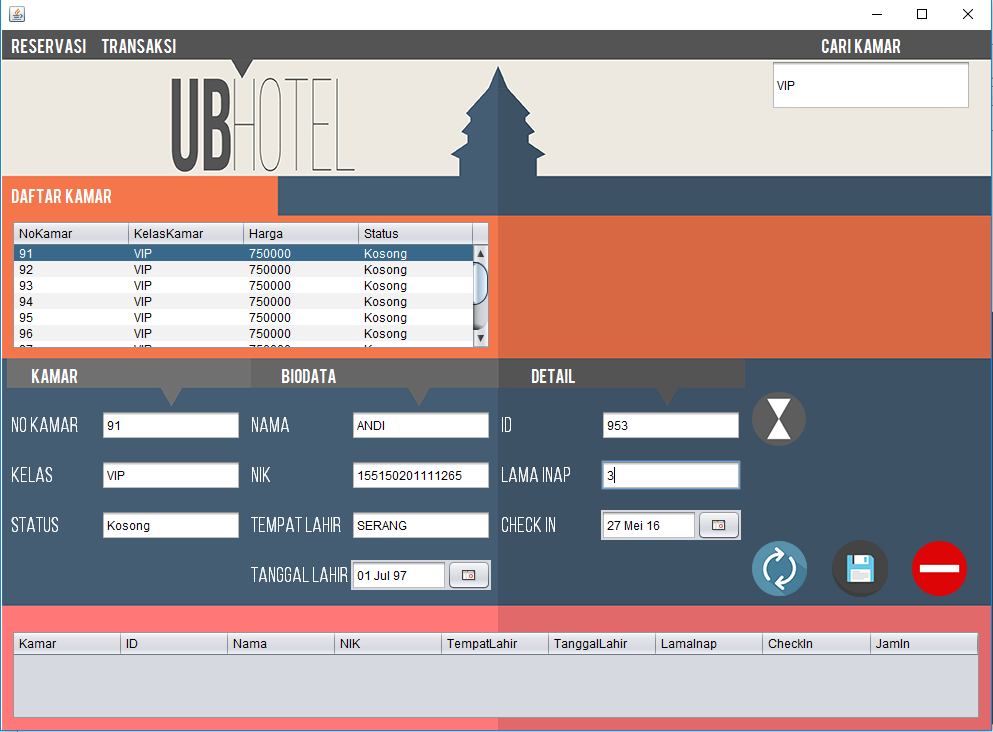 RESERVASI TRANSAKSI CARI KAMAR
VIP
UBHOTEL
DAFTAR KAMAR
NoKamar KelasKamar Harga Status
91 VIP 750000 Kosong
92 VIP 750000 Kosong
93 VIP 750000 Kosong
94 VIP 750000 Kosong
95 VIP 750000 Kosong
96 VIP 750000 Kosong
KAMAR BIODATA DETAIL
NO KAMAR 91 NAMA ANDI ID 953
KELAS VIP NIK 155150201111265 LAMA INAP 3
STATUS Kosong TEMPAT LAHIR SERANG CHECK IN 27 Mei 16
TANGGAL LAHIR 01 Jul 97
Kamar ID Nama NIK TempatLahir TanggalLahir LamaInap CheckIn JamIn